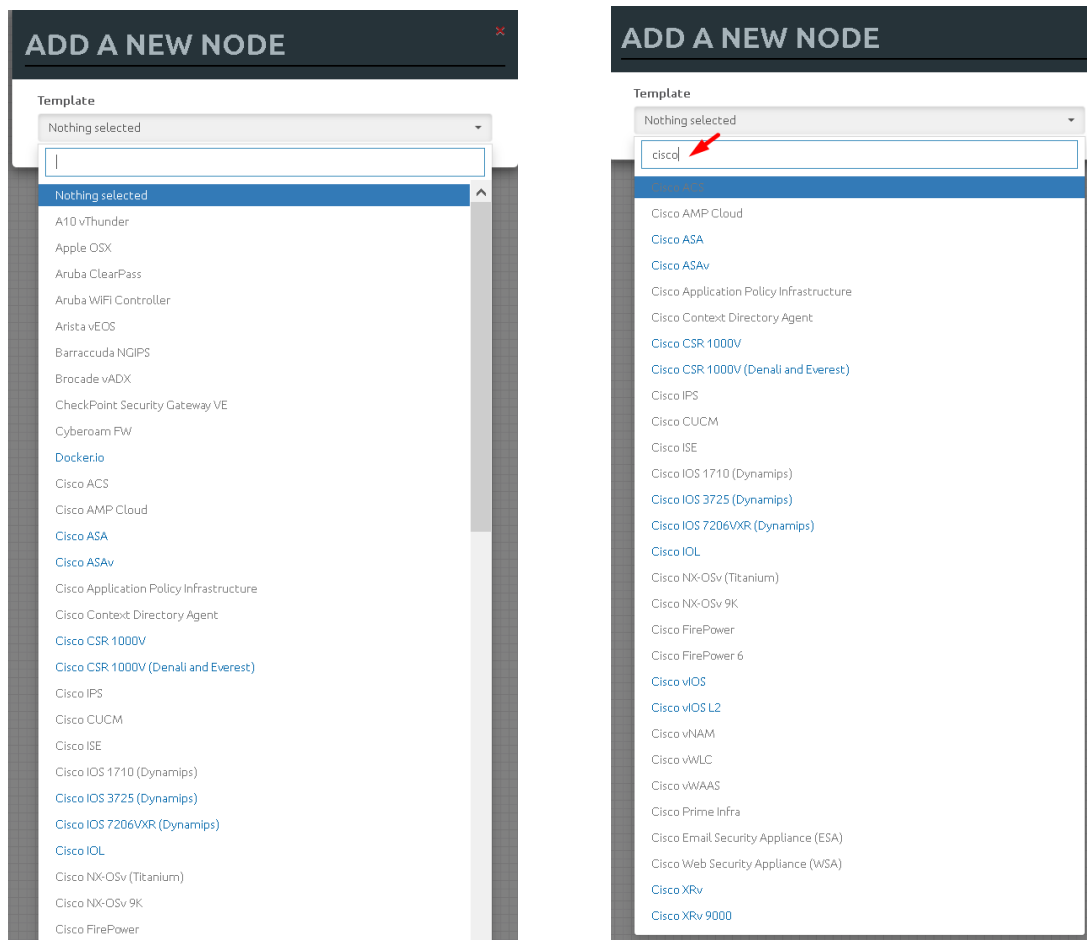 ADD A NEW NODE
Template
Nothing selected
Nothing selected
A10 vThunder
Apple OSX
Aruba ClearPass
Aruba WiFi Controller
Arista vEOS
Barraccuda NGIPS
Brocade vADX
CheckPoint Security Gateway VE
Cyberoam FW
Docker.io
Cisco ACS
Cisco AMP Cloud
Cisco ASA
Cisco ASAv
Cisco Application Policy Infrastructure
Cisco Context Directory Agent
Cisco CSR 1000V
Cisco CSR 1000V (Denali and Everest)
Cisco IPS
Cisco CUCM
Cisco ISE
Cisco IOS 1710 (Dynamips)
Cisco IOS 3725 (Dynamips)
Cisco IOS 7206VXR (Dynamips)
Cisco IOL
Cisco NX-OSv (Titanium)
Cisco NX-OSv 9K
Cisco FirePower
ADD A NEW NODE
Template
Nothing selected
cisco
Cisco ACS
Cisco AMP Cloud
Cisco ASA
Cisco ASAv
Cisco Application Policy Infrastructure
Cisco Context Directory Agent
Cisco CSR 1000V
Cisco CSR 1000V (Denali and Everest)
Cisco IPS
Cisco CUCM
Cisco ISE
Cisco IOS 1710 (Dynamips)
Cisco IOS 3725 (Dynamips)
Cisco IOS 7206VXR (Dynamips)
Cisco IOL
Cisco NX-OSv (Titanium)
Cisco NX-OSv 9K
Cisco FirePower
Cisco FirePower 6
Cisco vIOS
Cisco vIOS L2
Cisco vNAM
Cisco vWLC
Cisco vWAAS
Cisco Prime Infra
Cisco Email Security Appliance (ESA)
Cisco Web Security Appliance (WSA)
Cisco XRv
Cisco XRv 9000